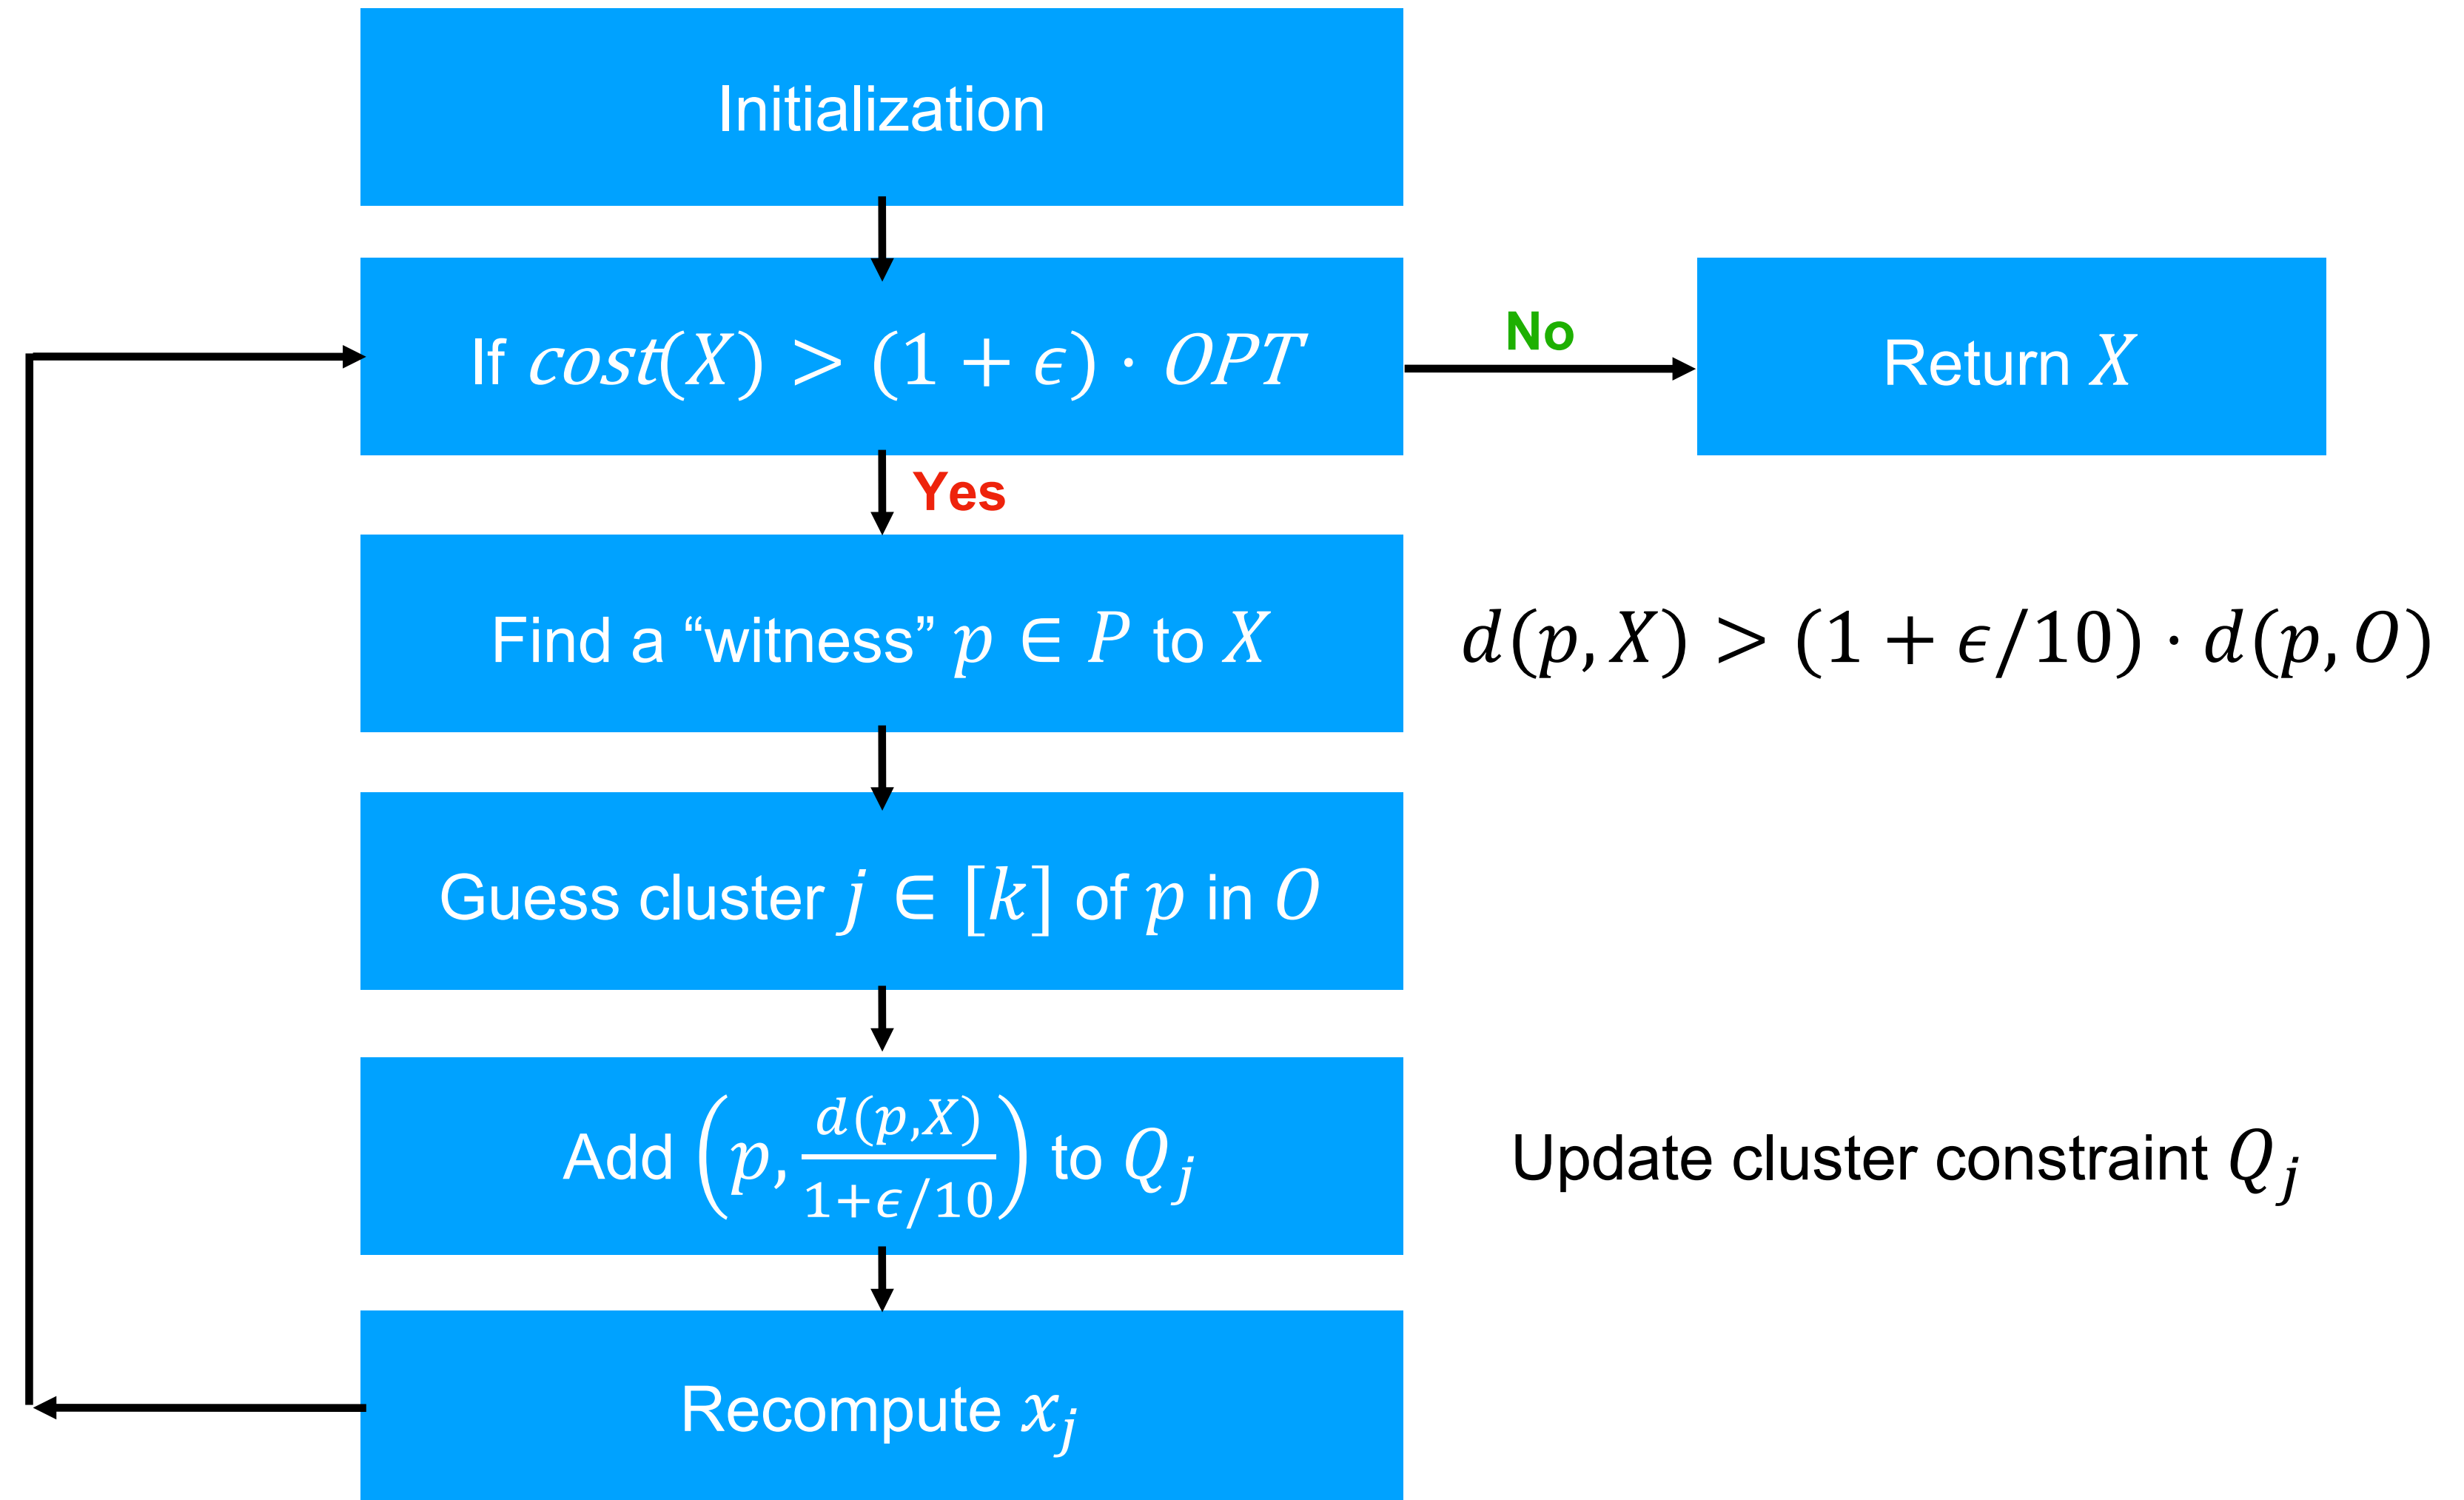 Initialization
If 𝑐𝑜𝑠𝑡(𝑋) > (1 + 𝜖) · 𝑂𝑃𝑇
No
Return 𝑋
Yes
Find a “witness” 𝑝 ∈ 𝑃 to 𝑋
𝑑(𝑝, 𝑋) > (1 + 𝜖/10) · 𝑑(𝑝, 𝑂)
Guess cluster 𝑗 ∈ [𝑘] of 𝑝 in 𝑂
Add (𝑝, 𝑑(𝑝,𝑋)/(1+𝜖/10)) to 𝑄_𝑗
Update cluster constraint 𝑄_𝑗
Recompute 𝑥_𝑗